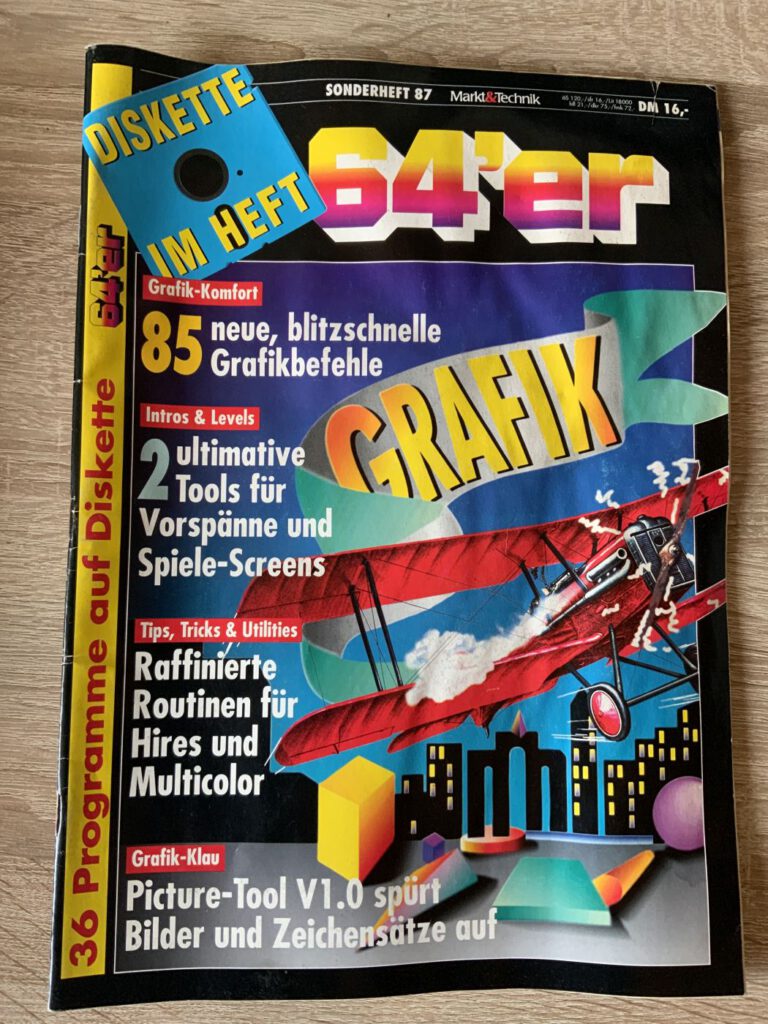 DISKETTE
IM HEFT
SONDERHEFT 87 Markt&Technik
DM 16,-
64'er
Grafik-Komfort
85 neue, blitzschnelle
Grafikbefehle
GRAFIK
Intros & Levels
2 ultimative
Tools für
Vorspänne und
Spiele-Screens
Tips, Tricks & Utilities
Raffinierte
Routinen für
Hires und
Multicolor
Grafik-Klau
Picture-Tool V1.0 spürt
Bilder und Zeichensätze auf
36 Programme auf Diskette 64'er